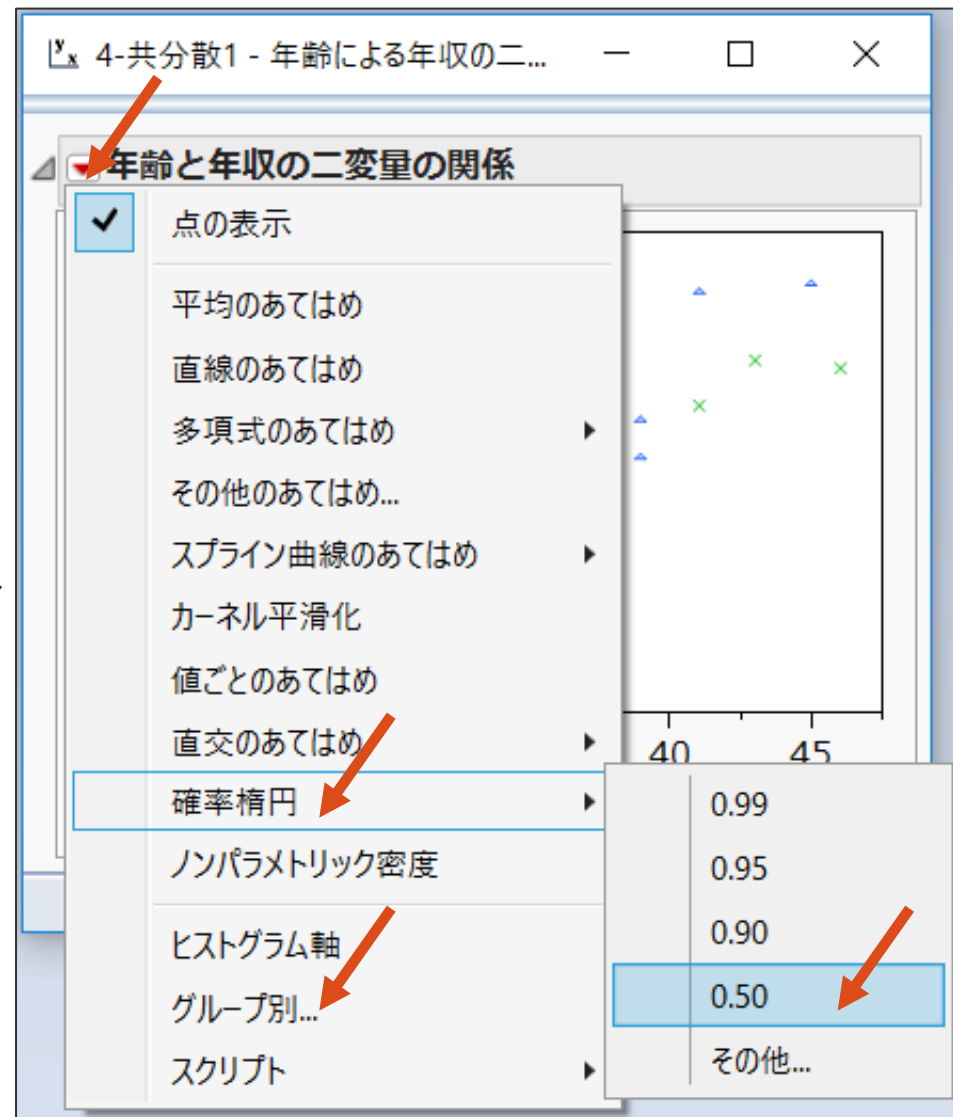 4-共分散1 - 年齢による年収の二...
年齢と年収の二変量の関係
点の表示
平均のあてはめ
直線のあてはめ
多項式のあてはめ
その他のあてはめ...
スプライン曲線のあてはめ
カーネル平滑化
値ごとのあてはめ
直交のあてはめ
40 45
確率楕円
0.99
ノンパラメトリック密度
0.95
ヒストグラム軸
0.90
グループ別...
0.50
スクリプト
その他...